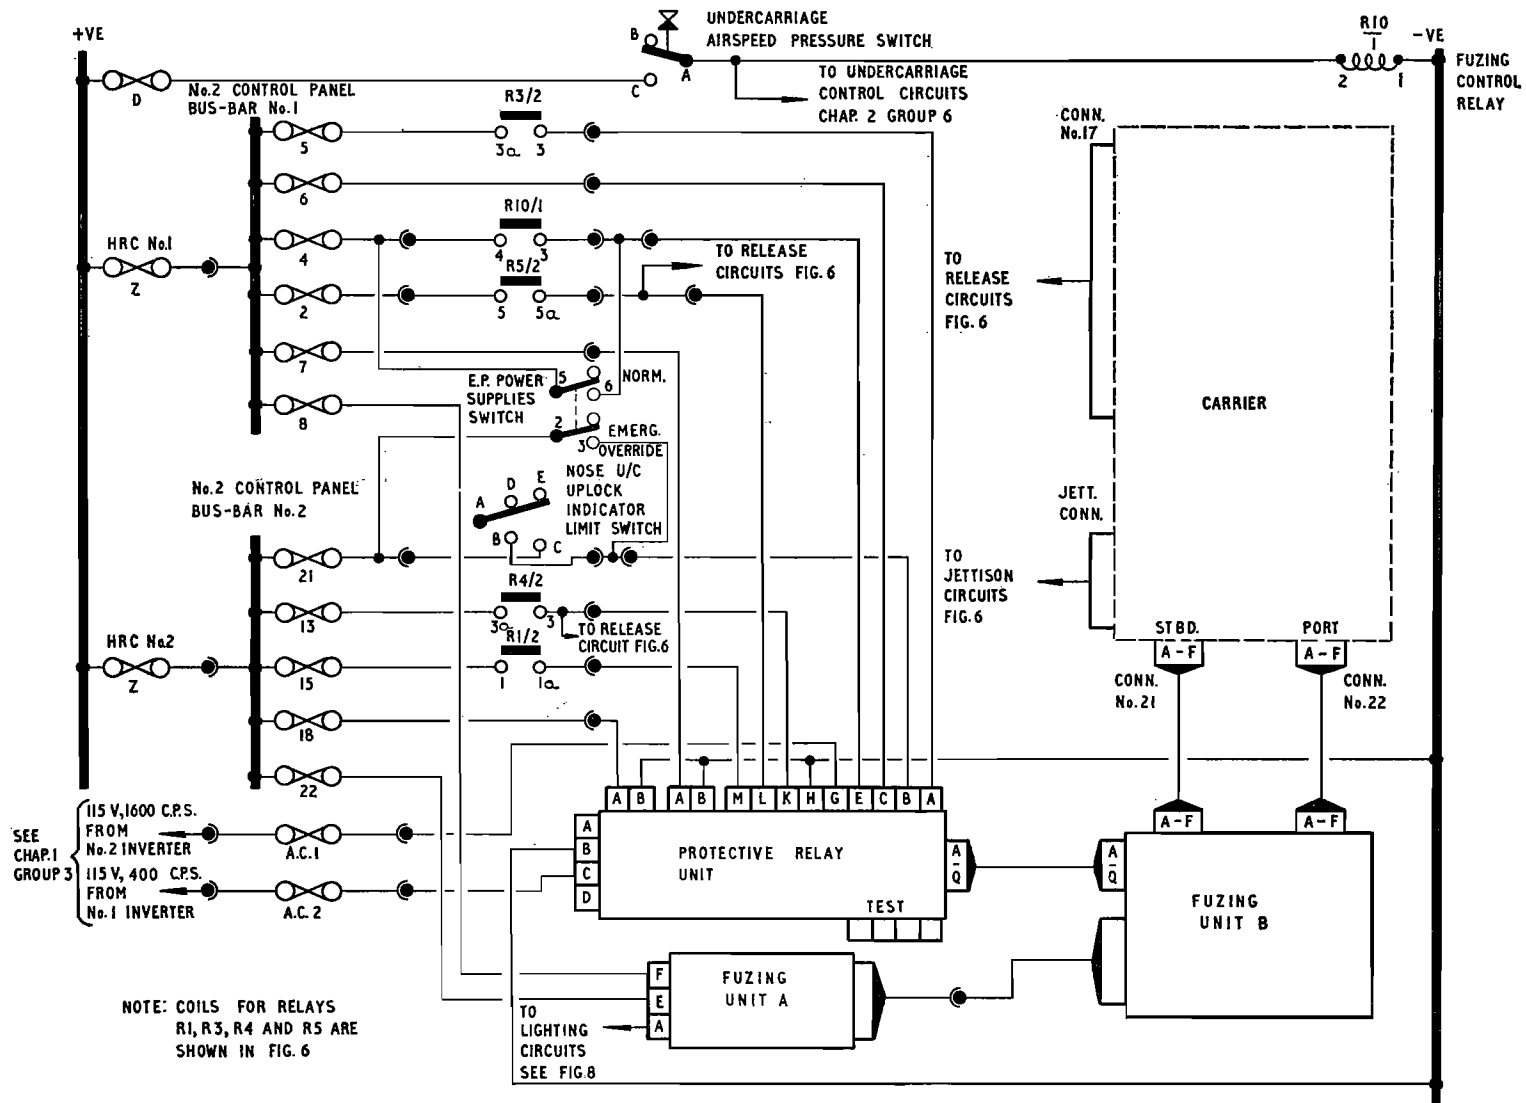 +VE
UNDERCARRIAGE
AIRSPEED PRESSURE SWITCH
B
A
C
R10
1
-VE
2 1
FUZING
CONTROL
RELAY
D
TO UNDERCARRIAGE
CONTROL CIRCUITS
CHAP. 2 GROUP 6
No.2 CONTROL PANEL
BUS-BAR No.1
R3/2
5
3a 3
6
R10/1
HRC No.1
4
4 3
R5/2
TO RELEASE
CIRCUITS FIG. 6
Z
2
5 5a
7
E.P. POWER
SUPPLIES
SWITCH
5
6
NORM.
8
2
3
EMERG.
OVERRIDE
CONN.
No.17
TO
RELEASE
CIRCUITS
FIG. 6
CARRIER
No.2 CONTROL PANEL
BUS-BAR No.2
A
D
E
B
C
NOSE U/C
UPLOCK
INDICATOR
LIMIT SWITCH
JETT.
CONN.
TO
JETTISON
CIRCUITS
FIG.6
21
R4/2
13
3a 3
TO RELEASE
CIRCUIT FIG.6
R1/2
HRC No.2
Z
15
1 1a
18
22
STBD. PORT
A-F A-F
CONN.
No.21
CONN.
No.22
A-F A-F
A B A B M L K H G E C B A
A
B
C
D
PROTECTIVE RELAY
UNIT
TEST
A
-
Q
A
-
Q
FUZING
UNIT B
SEE
CHAP.1
GROUP 3
115 V, 1600 C.P.S.
FROM
No.2 INVERTER
A.C.1
115 V, 400 C.P.S.
FROM
No.1 INVERTER
A.C. 2
F
E
A
FUZING
UNIT A
TO
LIGHTING
CIRCUITS
SEE FIG.8
NOTE: COILS FOR RELAYS
R1, R3, R4 AND R5 ARE
SHOWN IN FIG. 6